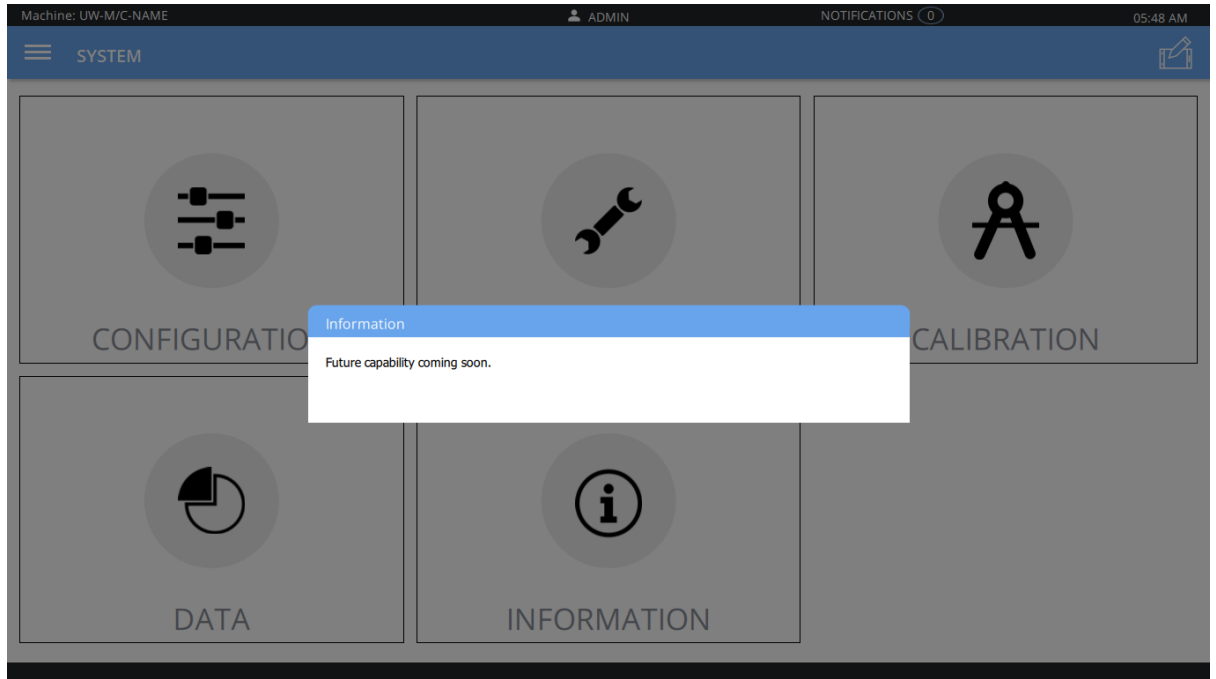 Machine: UW-M/C-NAME ADMIN NOTIFICATIONS 0 05:48 AM
SYSTEM
CONFIGURATIO CALIBRATION
Information
Future capability coming soon.
DATA INFORMATION